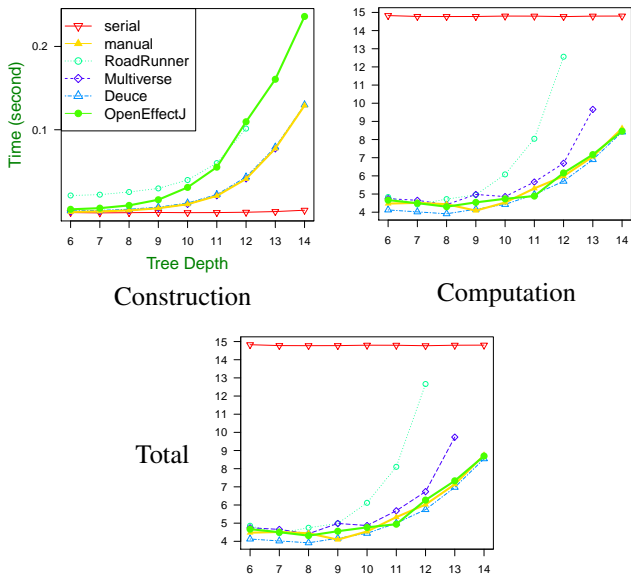 serial
manual
RoadRunner
Multiverse
Deuce
OpenEffectJ
Time (second)
0.2
0.1
6 7 8 9 10 11 12 13 14
Tree Depth
Construction
15
14
13
12
11
10
9
8
7
6
5
4
6 7 8 9 10 11 12 13 14
Computation
Total
15
14
13
12
11
10
9
8
7
6
5
4
6 7 8 9 10 11 12 13 14